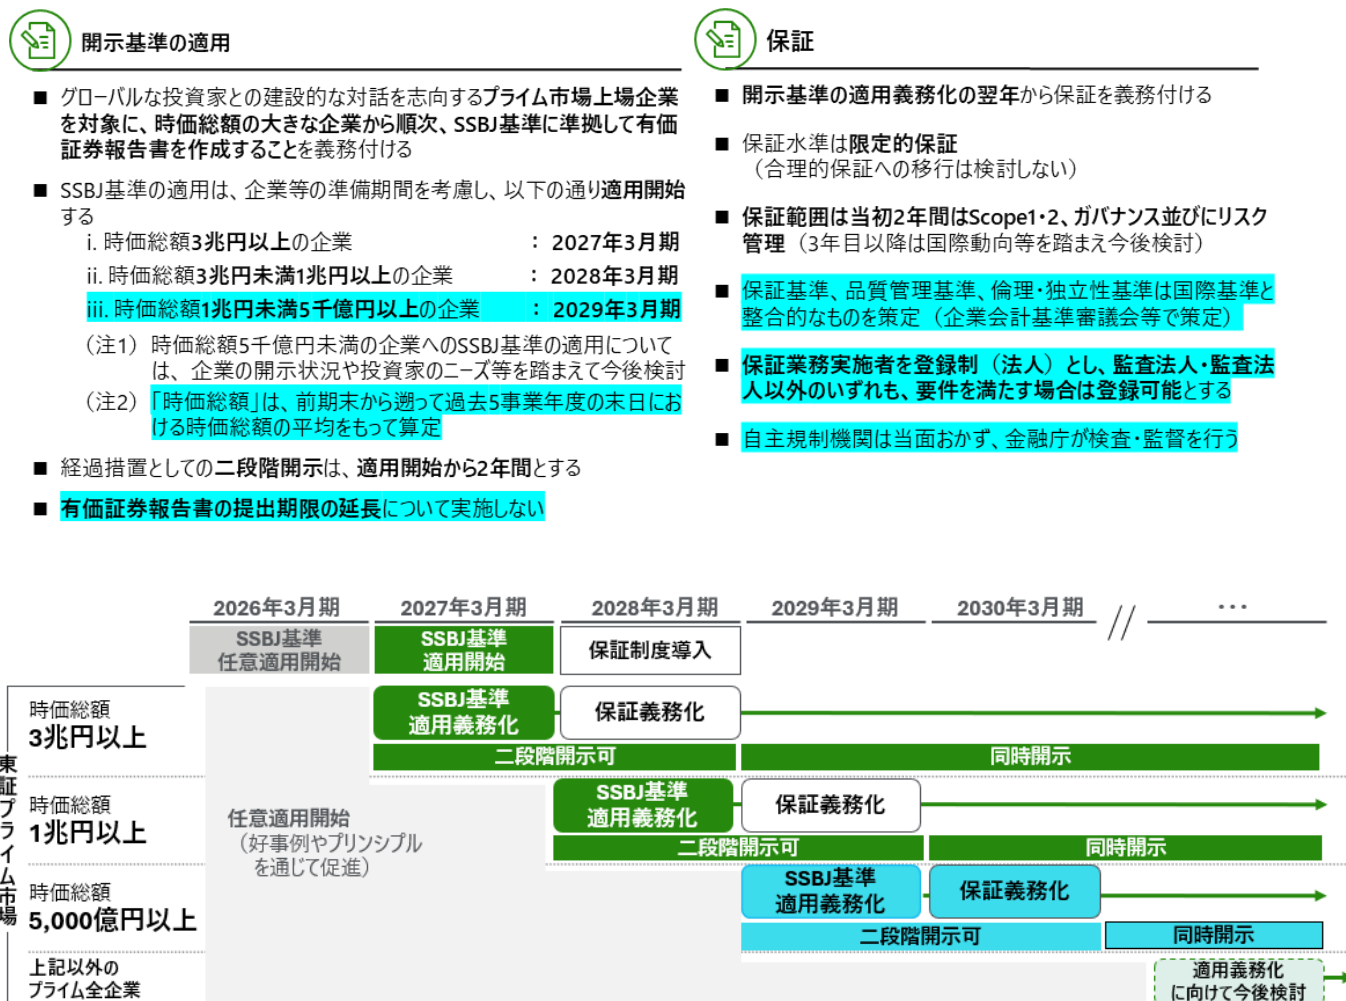 開示基準の適用
■ グローバルな投資家との建設的な対話を志向するプライム市場上場企業
を対象に、時価総額の大きな企業から順次、SSBJ基準に準拠して有価
証券報告書を作成することを義務付ける
■ SSBJ基準の適用は、企業等の準備期間を考慮し、以下の通り適用開始
する
i. 時価総額3兆円以上の企業 : 2027年3月期
ii. 時価総額3兆円未満1兆円以上の企業 : 2028年3月期
iii. 時価総額1兆円未満5千億円以上の企業 : 2029年3月期
（注1） 時価総額5千億円未満の企業へのSSBJ基準の適用について
は、企業の開示状況や投資家のニーズ等を踏まえて今後検討
（注2） 「時価総額」は、前期末から遡って過去5事業年度の末日にお
ける時価総額の平均をもって算定
■ 経過措置としての二段階開示は、適用開始から2年間とする
■ 有価証券報告書の提出期限の延長について実施しない
保証
■ 開示基準の適用義務化の翌年から保証を義務付ける
■ 保証水準は限定的保証
（合理的保証への移行は検討しない）
■ 保証範囲は当初2年間はScope1・2、ガバナンス並びにリスク
管理（3年目以降は国際動向等を踏まえ今後検討）
■ 保証基準、品質管理基準、倫理・独立性基準は国際基準と
整合的なものを策定（企業会計基準審議会等で策定）
■ 保証業務実施者を登録制（法人）とし、監査法人・監査法
人以外のいずれも、要件を満たす場合は登録可能とする
■ 自主規制機関は当面おかず、金融庁が検査・監督を行う
2026年3月期 2027年3月期 2028年3月期 2029年3月期 2030年3月期 // ・・・
SSBJ基準
任意適用開始
SSBJ基準
適用開始
保証制度導入
東証プライム市場
時価総額
3兆円以上
SSBJ基準
適用義務化
保証義務化
二段階開示可 同時開示
時価総額
1兆円以上
任意適用開始
（好事例やプリンシプル
を通じて促進）
SSBJ基準
適用義務化
保証義務化
二段階開示可 同時開示
時価総額
5,000億円以上
SSBJ基準
適用義務化
保証義務化
二段階開示可 同時開示
上記以外の
プライム全企業
適用義務化
に向けて今後検討